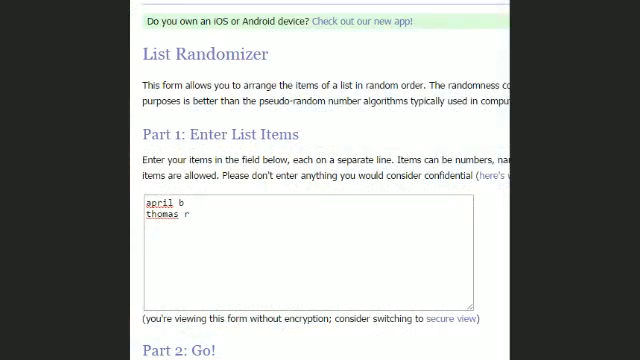 Do you own an iOS or Android device? Check out our new app!
List Randomizer
This form allows you to arrange the items of a list in random order. The randomness
purposes is better than the pseudo-random number algorithms typically used in
Part 1: Enter List Items
Enter your items in the field below, each on a separate line. Items can be numbers,
items are allowed. Please don't enter anything you would consider confidential (here's
april b
thomas r
(you're viewing this form without encryption; consider switching to secure view)
Part 2: Go!